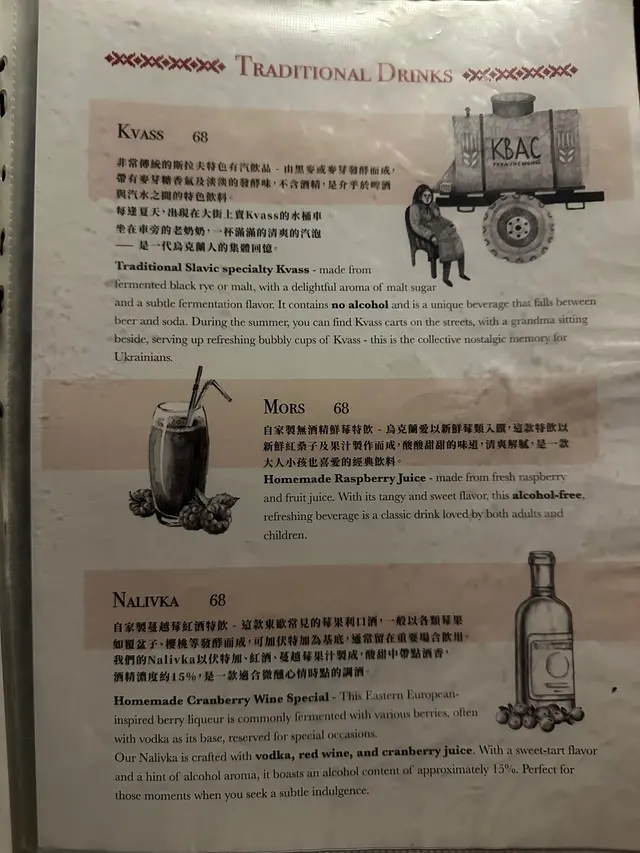 TRADITIONAL DRINKS
KVASS 68
非常傳統的斯拉夫特色有汽飲品 - 由黑麥或麥芽發酵而成,
帶有麥芽糖香氣及淡淡的發酵味,不含酒精,是介乎於啤酒
與汽水之間的特色飲料。
每逢夏天,出現在大街上賣Kvass的水桶車
坐在車旁的老奶奶,一杯滿滿的清爽的汽泡
—— 是一代烏克蘭人的集體回憶。
КВАС
Traditional Slavic specialty Kvass - made from
fermented black rye or malt, with a delightful aroma of malt sugar
and a subtle fermentation flavor. It contains no alcohol and is a unique beverage that falls between
beer and soda. During the summer, you can find Kvass carts on the streets, with a grandma sitting
beside, serving up refreshing bubbly cups of Kvass - this is the collective nostalgic memory for
Ukrainians.
MORS 68
自家製無酒精鮮莓特飲 - 烏克蘭愛以新鮮莓類入饌,這款特飲以
新鮮紅桑子及果汁製作而成,酸酸甜甜的味道,清爽解膩,是一款
大人小孩也喜愛的經典飲料。
Homemade Raspberry Juice - made from fresh raspberry
and fruit juice. With its tangy and sweet flavor, this alcohol-free,
refreshing beverage is a classic drink loved by both adults and
children.
NALIVKA 68
自家製蔓越莓紅酒特飲 - 這款東歐常見的莓果利口酒,一般以各類莓果
如覆盆子、櫻桃等發酵而成,可加伏特加為基底,通常留在重要場合飲用。
我們的Nalivka以伏特加、紅酒、蔓越莓果汁製成,酸甜中帶點酒香,
酒精濃度約15%,是一款適合微醺心情時點的調酒。
Homemade Cranberry Wine Special - This Eastern European-
inspired berry liqueur is commonly fermented with various berries, often
with vodka as its base, reserved for special occasions.
Our Nalivka is crafted with vodka, red wine, and cranberry juice. With a sweet-tart flavor
and a hint of alcohol aroma, it boasts an alcohol content of approximately 15%. Perfect for
those moments when you seek a subtle indulgence.